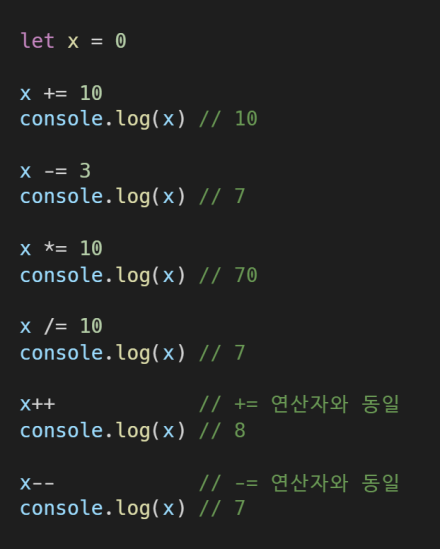 let x = 0
x += 10
console.log(x) // 10
x -= 3
console.log(x) // 7
x *= 10
console.log(x) // 70
x /= 10
console.log(x) // 7
x++ // += 연산자와 동일
console.log(x) // 8
x-- // -= 연산자와 동일
console.log(x) // 7